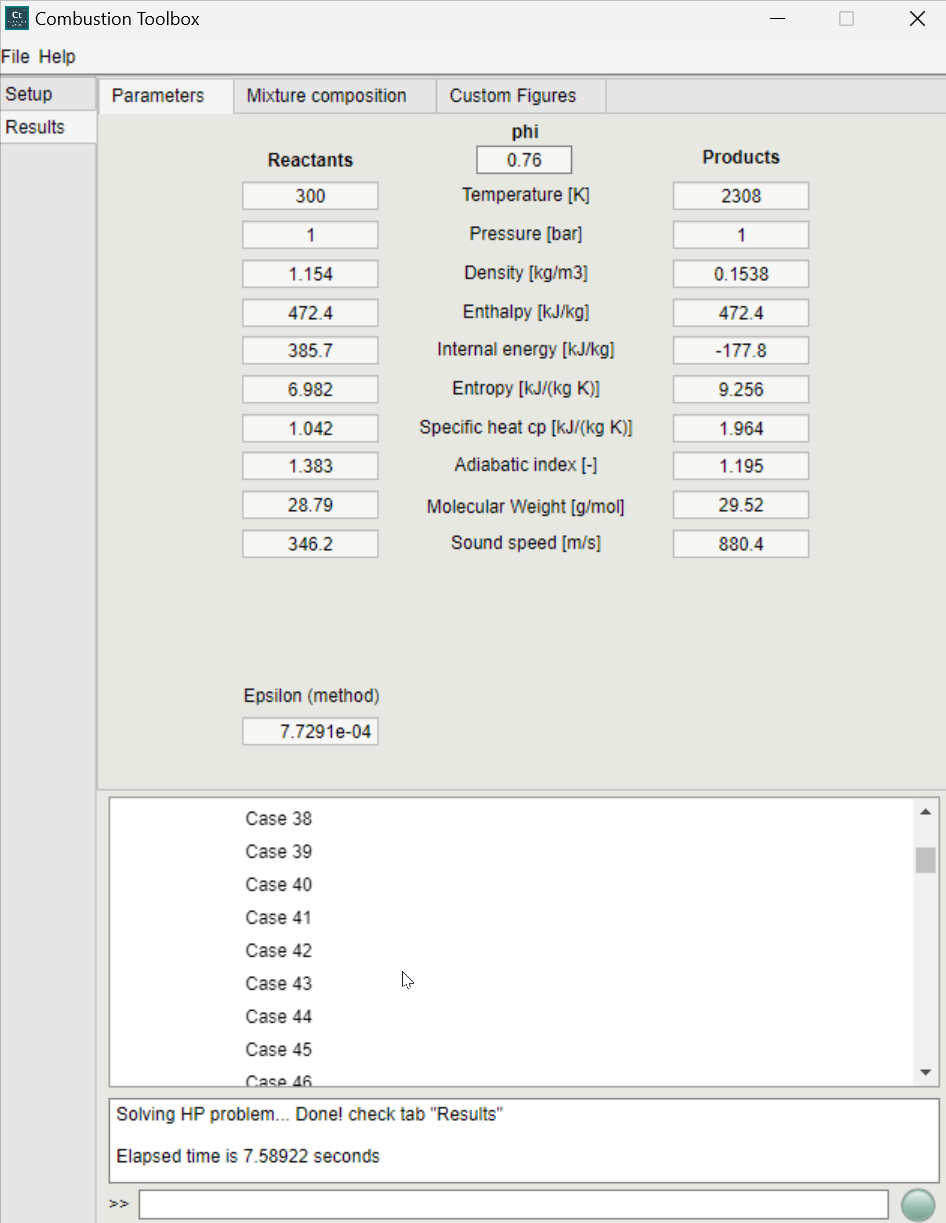 Combustion Toolbox
File Help
Setup
Results
Parameters Mixture composition Custom Figures
phi
Reactants 0.76 Products
300 Temperature [K] 2308
1 Pressure [bar] 1
1.154 Density [kg/m3] 0.1538
472.4 Enthalpy [kJ/kg] 472.4
385.7 Internal energy [kJ/kg] -177.8
6.982 Entropy [kJ/(kg K)] 9.256
1.042 Specific heat cp [kJ/(kg K)] 1.964
1.383 Adiabatic index [-] 1.195
28.79 Molecular Weight [g/mol] 29.52
346.2 Sound speed [m/s] 880.4
Epsilon (method)
7.7291e-04
Case 38
Case 39
Case 40
Case 41
Case 42
Case 43
Case 44
Case 45
Case 46
Solving HP problem... Done! check tab "Results"
Elapsed time is 7.58922 seconds
>>